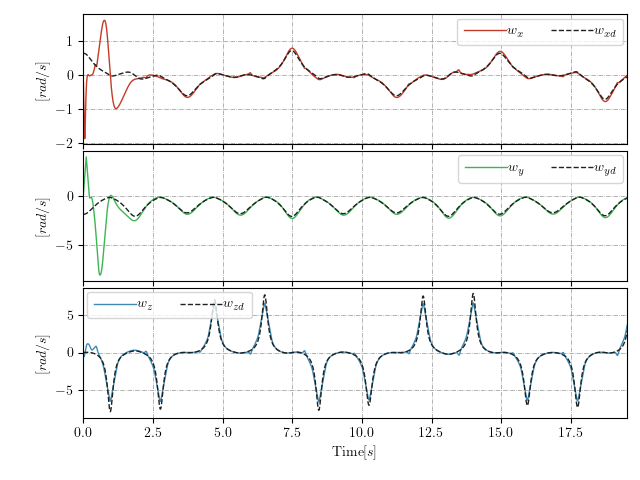 w_x w_xd
[rad/s]
1
0
−1
−2
w_y w_yd
[rad/s]
0
−5
w_z w_zd
[rad/s]
5
0
−5
0.0 2.5 5.0 7.5 10.0 12.5 15.0 17.5
Time[s]